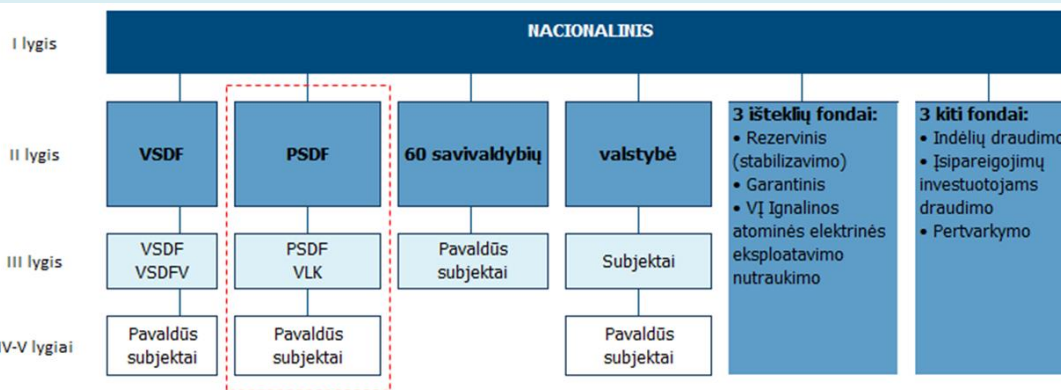 I lygis
NACIONALINIS
II lygis
VSDF
PSDF
60 savivaldybių
valstybė
3 išteklių fondai:
• Rezervinis
(stabilizavimo)
• Garantinis
• VĮ Ignalinos
atominės elektrinės
eksploatavimo
nutraukimo
3 kiti fondai:
• Indėlių draudimo
• Įsipareigojimų
investuotojams
draudimo
• Pertvarkymo
III lygis
VSDF
VSDFV
PSDF
VLK
Pavaldūs
subjektai
Subjektai
IV-V lygiai
Pavaldūs
subjektai
Pavaldūs
subjektai
Pavaldūs
subjektai